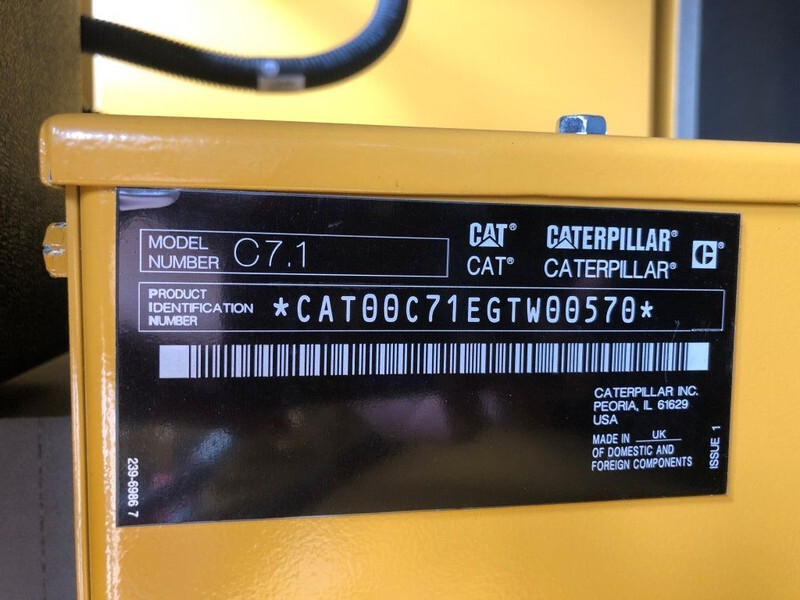 MODEL NUMBER C7.1
CAT® CATERPILLAR®
CAT® CATERPILLAR®
C®
PRODUCT IDENTIFICATION NUMBER *CAT00C71EGTW00570*
CATERPILLAR INC.
PEORIA, IL 61629
USA
MADE IN UK
OF DOMESTIC AND
FOREIGN COMPONENTS
ISSUE 1
239-6986 7